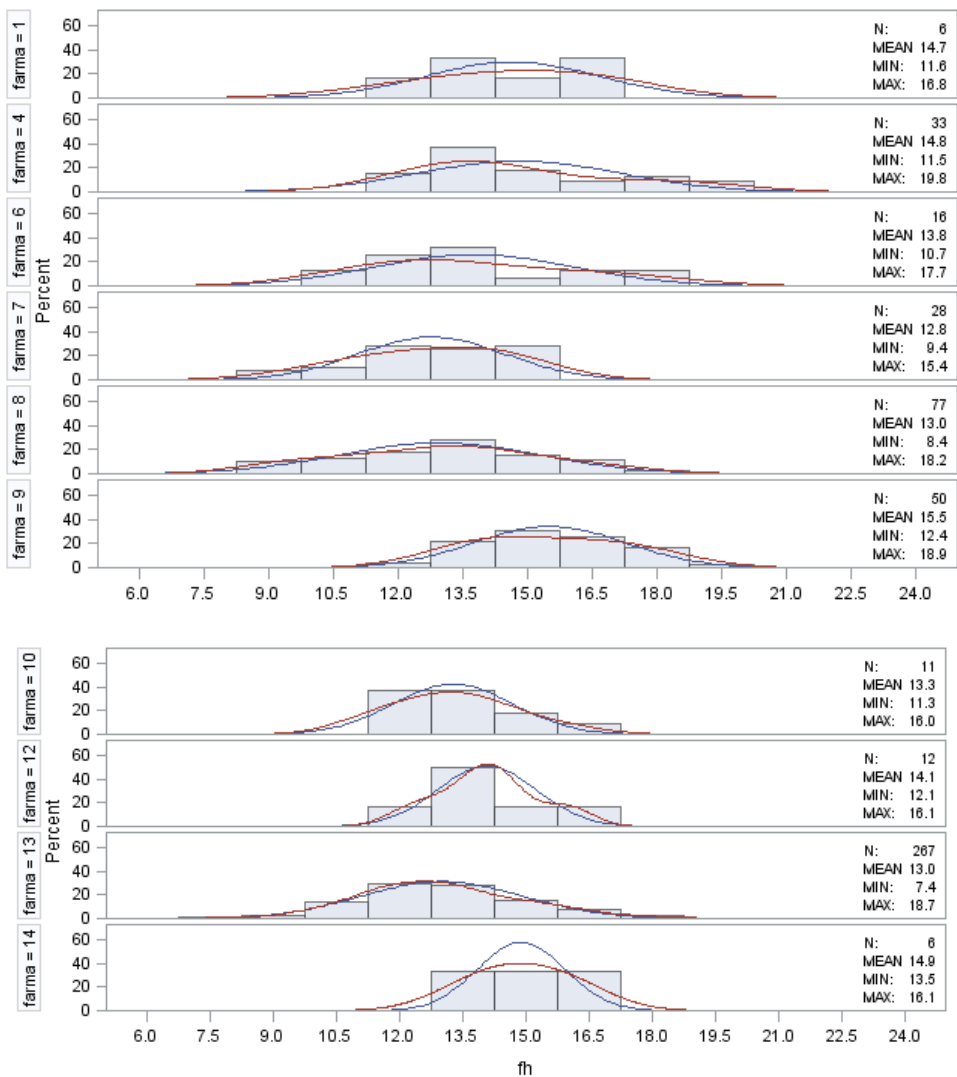 farma = 1
60
40
20
0
N: 6
MEAN 14.7
MIN: 11.6
MAX: 16.8
farma = 4
60
40
20
0
N: 33
MEAN 14.8
MIN: 11.5
MAX: 19.8
farma = 6
60
40
20
0
N: 16
MEAN 13.8
MIN: 10.7
MAX: 17.7
Percent
farma = 7
60
40
20
0
N: 28
MEAN 12.8
MIN: 9.4
MAX: 15.4
farma = 8
60
40
20
0
N: 77
MEAN 13.0
MIN: 8.4
MAX: 18.2
farma = 9
60
40
20
0
N: 50
MEAN 15.5
MIN: 12.4
MAX: 18.9
6.0 7.5 9.0 10.5 12.0 13.5 15.0 16.5 18.0 19.5 21.0 22.5 24.0
farma = 10
60
40
20
0
N: 11
MEAN 13.3
MIN: 11.3
MAX: 16.0
farma = 12
60
40
20
0
N: 12
MEAN 14.1
MIN: 12.1
MAX: 16.1
Percent
farma = 13
60
40
20
0
N: 267
MEAN 13.0
MIN: 7.4
MAX: 18.7
farma = 14
60
40
20
0
N: 6
MEAN 14.9
MIN: 13.5
MAX: 16.1
6.0 7.5 9.0 10.5 12.0 13.5 15.0 16.5 18.0 19.5 21.0 22.5 24.0
fh